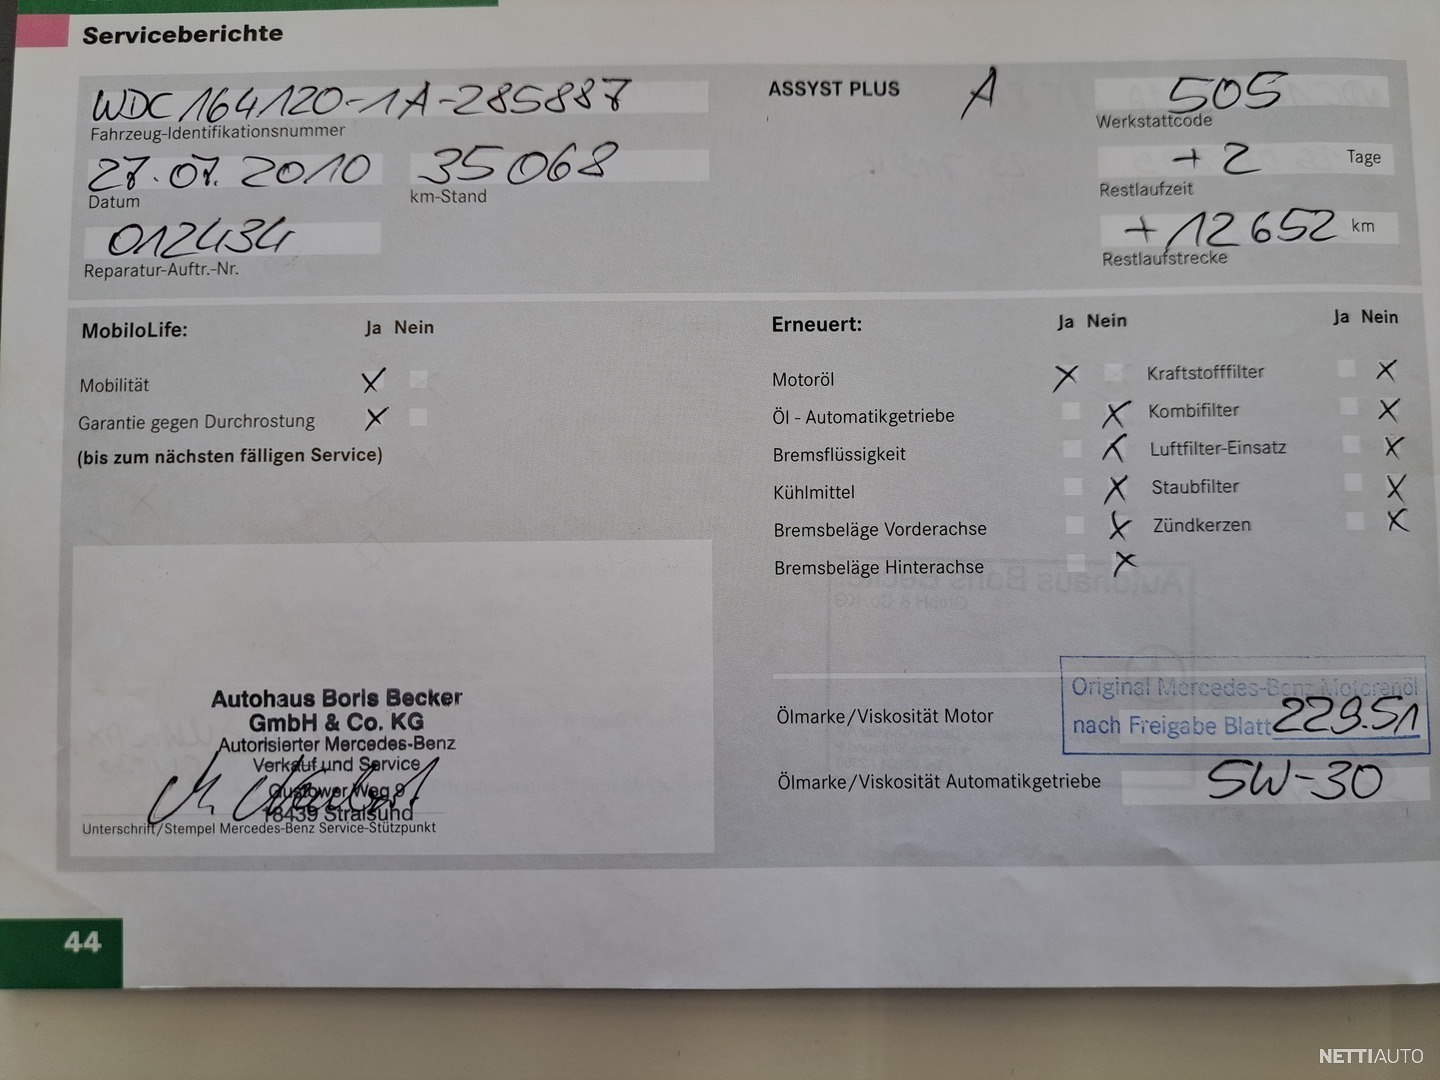 Serviceberichte
WDC 164120-1A-285887
Fahrzeug-Identifikationsnummer
27.07.2010 35068
Datum km-Stand
012434
Reparatur-Auftr.-Nr.
ASSYST PLUS A
505
Werkstattcode
+2 Tage
Restlaufzeit
+12652 km
Restlaufstrecke
MobiloLife: Ja Nein
Mobilität X
Garantie gegen Durchrostung X
(bis zum nächsten fälligen Service)
Erneuert: Ja Nein Ja Nein
Motoröl X Kraftstofffilter X
Öl - Automatikgetriebe X Kombifilter X
Bremsflüssigkeit X Luftfilter-Einsatz X
Kühlmittel X Staubfilter X
Bremsbeläge Vorderachse X Zündkerzen X
Bremsbeläge Hinterachse X
Autohaus Boris Becker
GmbH & Co. KG
Autorisierter Mercedes-Benz
Verkauf und Service
Gustower Weg 9
18439 Stralsund
Unterschrift/Stempel Mercedes-Benz Service-Stützpunkt
Original Mercedes-Benz Motorenöl
Ölmarke/Viskosität Motor nach Freigabe Blatt 229.51
Ölmarke/Viskosität Automatikgetriebe 5W-30
44
NETTIAUTO